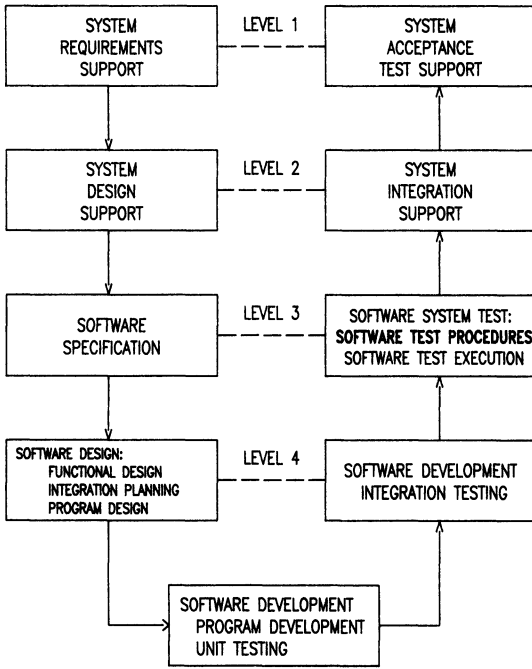 SYSTEM
REQUIREMENTS
SUPPORT
LEVEL 1
SYSTEM
ACCEPTANCE
TEST SUPPORT
SYSTEM
DESIGN
SUPPORT
LEVEL 2
SYSTEM
INTEGRATION
SUPPORT
SOFTWARE
SPECIFICATION
LEVEL 3
SOFTWARE SYSTEM TEST:
SOFTWARE TEST PROCEDURES
SOFTWARE TEST EXECUTION
SOFTWARE DESIGN:
FUNCTIONAL DESIGN
INTEGRATION PLANNING
PROGRAM DESIGN
LEVEL 4
SOFTWARE DEVELOPMENT
INTEGRATION TESTING
SOFTWARE DEVELOPMENT
PROGRAM DEVELOPMENT
UNIT TESTING